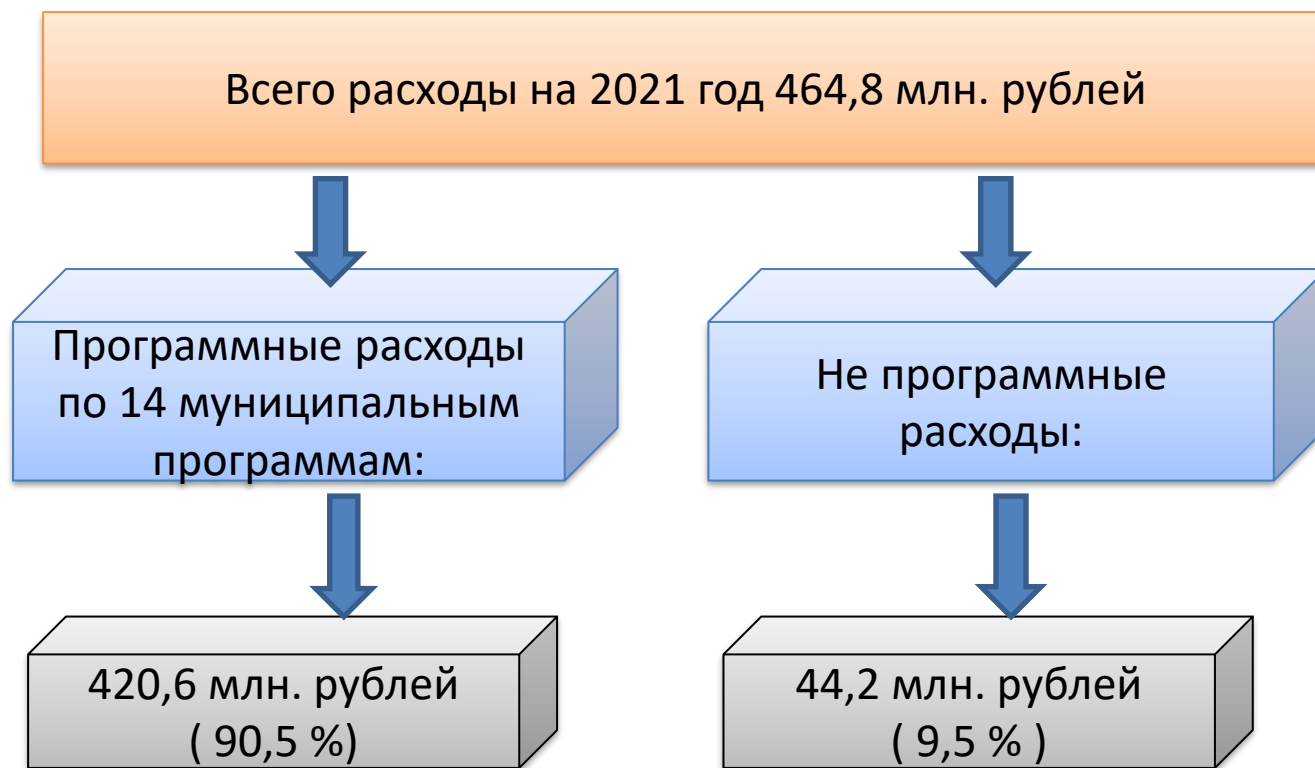 Всего расходы на 2021 год 464,8 млн. рублей
Программные расходы
по 14 муниципальным
программам:
Не программные
расходы:
420,6 млн. рублей
( 90,5 %)
44,2 млн. рублей
( 9,5 % )